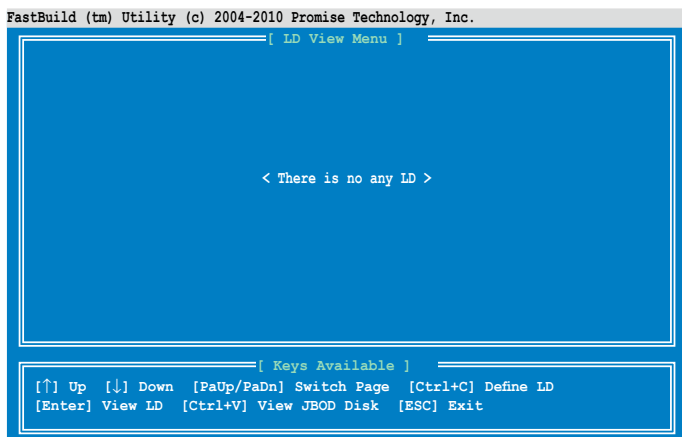 FastBuild (tm) Utility (c) 2004-2010 Promise Technology, Inc.
[ LD View Menu ]
< There is no any LD >
[ Keys Available ]
[↑] Up [↓] Down [PaUp/PaDn] Switch Page [Ctrl+C] Define LD
[Enter] View LD [Ctrl+V] View JBOD Disk [ESC] Exit